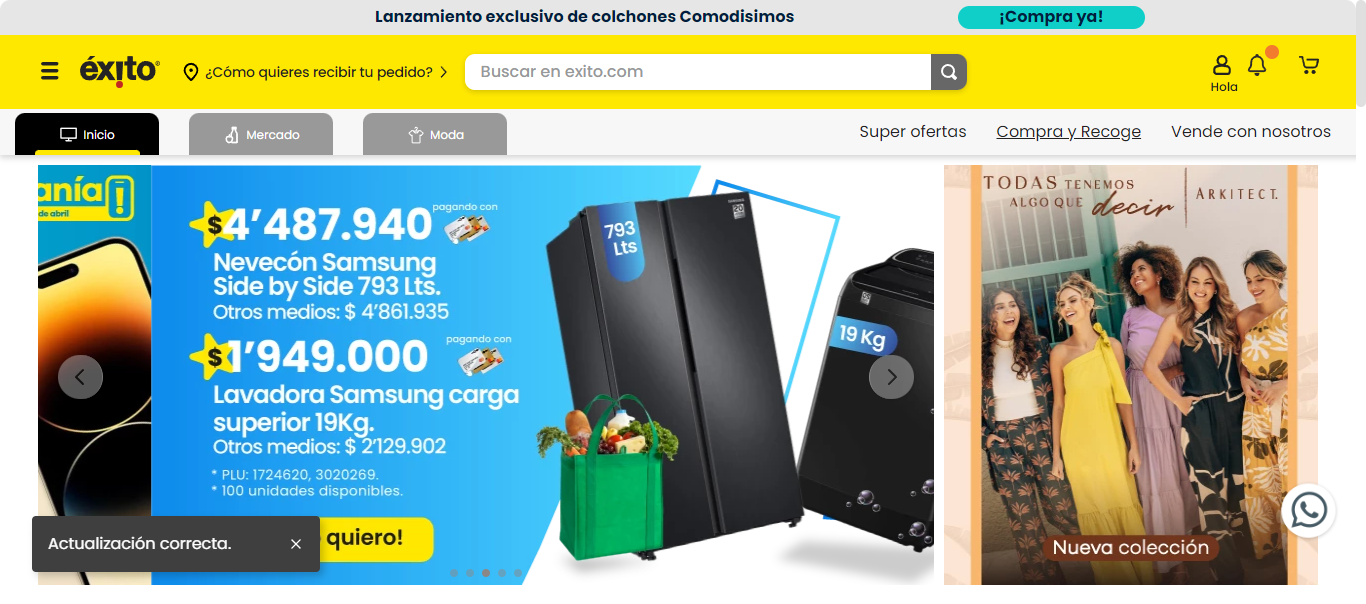 Lanzamiento exclusivo de colchones Comodisimos
¡Compra ya!
éxito
¿Cómo quieres recibir tu pedido?
Buscar en exito.com
Hola
Inicio
Mercado
Moda
Super ofertas
Compra y Recoge
Vende con nosotros
anía
de abril
$4’487.940
pagando con
Nevecón Samsung
Side by Side 793 Lts.
Otros medios: $ 4’861.935
$1’949.000
pagando con
Lavadora Samsung carga
superior 19Kg.
Otros medios: $ 2’129.902
* PLU: 1724620, 3020269.
* 100 unidades disponibles.
quiero!
793
Lts
SAMSUNG
20
19 Kg
TODAS TENEMOS
ALGO QUE decir
ARKITECT.
Nueva colección
Actualización correcta.